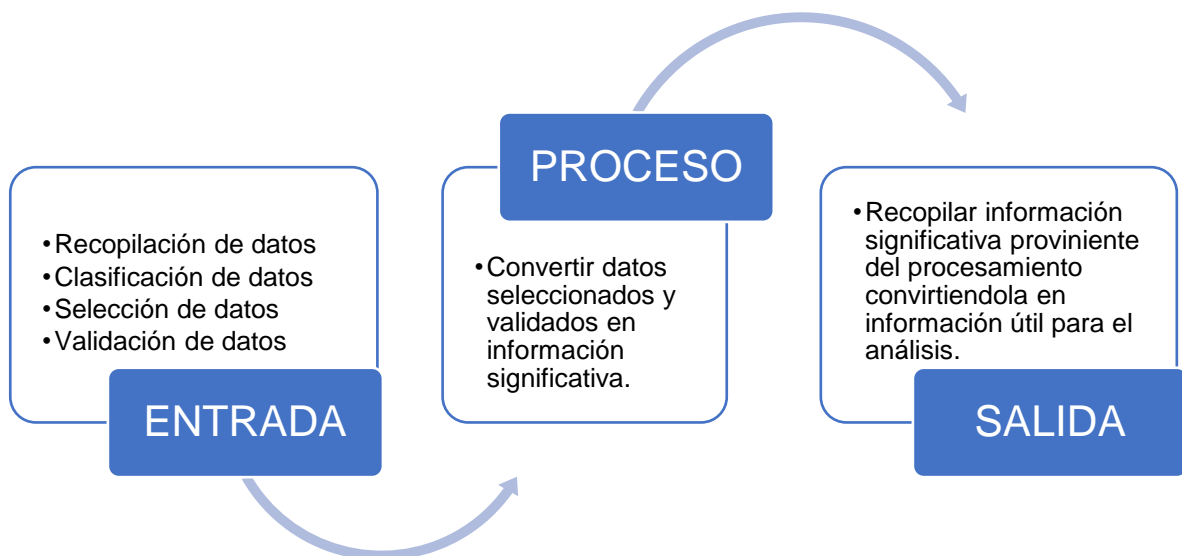 •Recopilación de datos
•Clasificación de datos
•Selección de datos
•Validación de datos
ENTRADA
PROCESO
•Convertir datos
seleccionados y
validados en
información
significativa.
•Recopilar información
significativa proviniente
del procesamiento
convirtiendola en
información útil para el
análisis.
SALIDA